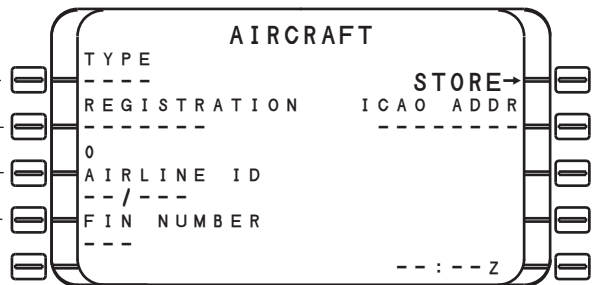 AIRCRAFT
TYPE
---- STORE→
REGISTRATION ICAO ADDR
------- --------
0
AIRLINE ID
--/---
FIN NUMBER
---
--:--Z